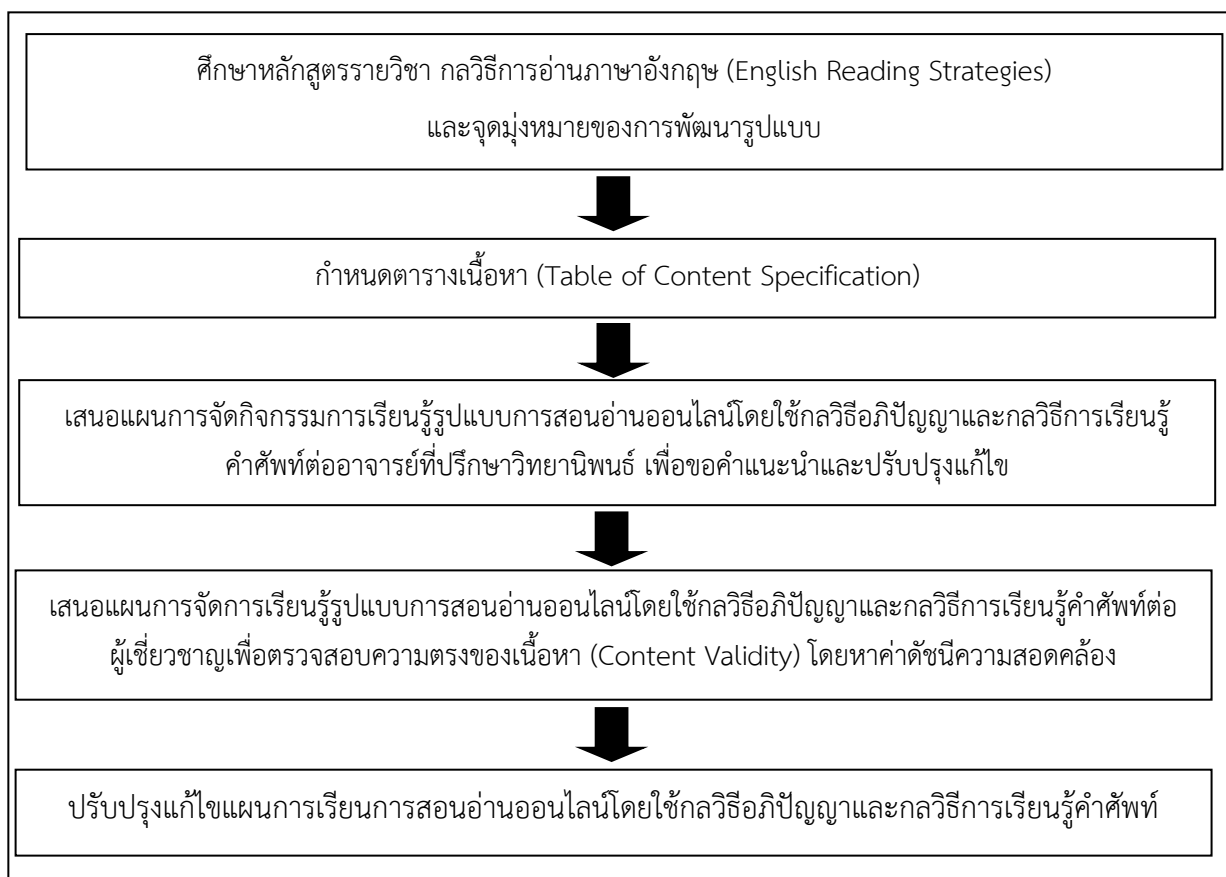 ศึกษาหลักสูตรรายวิชา กลวิธีการอ่านภาษาอังกฤษ (English Reading Strategies)
และจุดมุ่งหมายของการพัฒนารูปแบบ
กำหนดตารางเนื้อหา (Table of Content Specification)
เสนอแผนการจัดกิจกรรมการเรียนรู้รูปแบบการสอนอ่านออนไลน์โดยใช้กลวิธีอภิปัญญาและกลวิธีการเรียนรู้
คำศัพท์ต่ออาจารย์ที่ปรึกษาวิทยานิพนธ์ เพื่อขอคำแนะนำและปรับปรุงแก้ไข
เสนอแผนการจัดการเรียนรู้รูปแบบการสอนอ่านออนไลน์โดยใช้กลวิธีอภิปัญญาและกลวิธีการเรียนรู้คำศัพท์ต่อ
ผู้เชี่ยวชาญเพื่อตรวจสอบความตรงของเนื้อหา (Content Validity) โดยหาค่าดัชนีความสอดคล้อง
ปรับปรุงแก้ไขแผนการเรียนการสอนอ่านออนไลน์โดยใช้กลวิธีอภิปัญญาและกลวิธีการเรียนรู้คำศัพท์